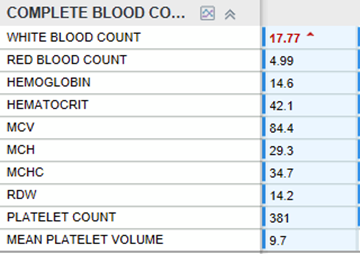 COMPLETE BLOOD CO...
WHITE BLOOD COUNT 17.77
RED BLOOD COUNT 4.99
HEMOGLOBIN 14.6
HEMATOCRIT 42.1
MCV 84.4
MCH 29.3
MCHC 34.7
RDW 14.2
PLATELET COUNT 381
MEAN PLATELET VOLUME 9.7